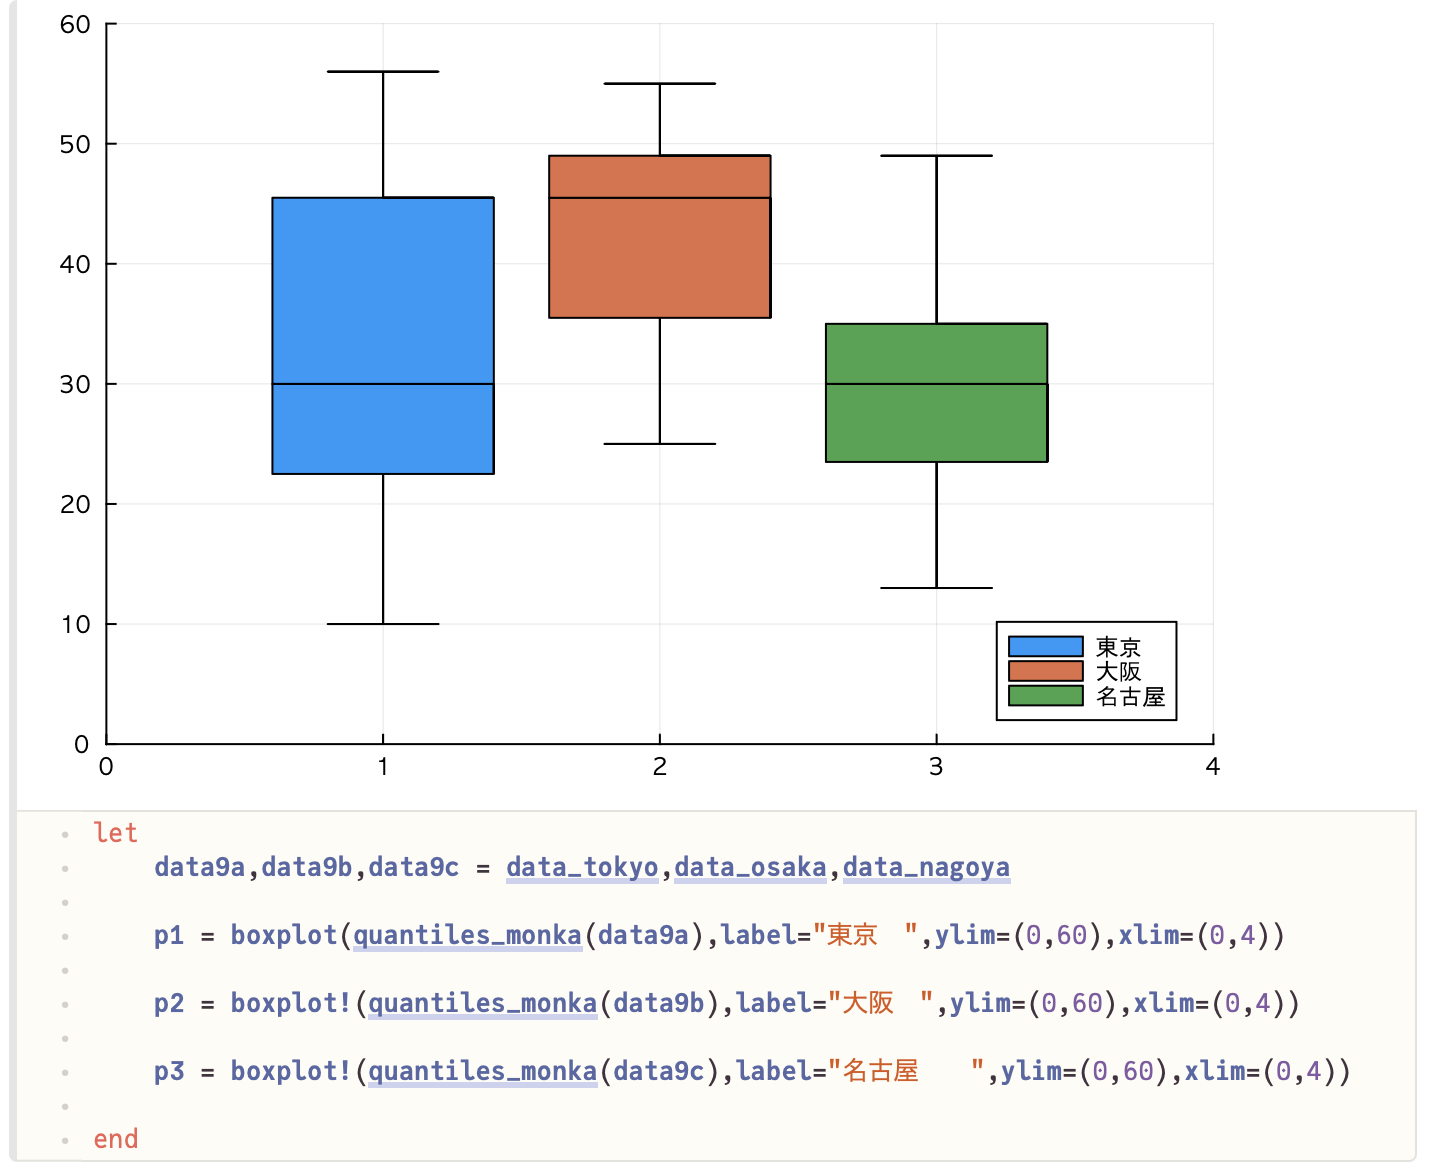 60
50
40
30
20
10
0
0 1 2 3 4
東京
大阪
名古屋
let
data9a,data9b,data9c = data_tokyo,data_osaka,data_nagoya
p1 = boxplot(quantiles_monka(data9a),label="東京　",ylim=(0,60),xlim=(0,4))
p2 = boxplot!(quantiles_monka(data9b),label="大阪　",ylim=(0,60),xlim=(0,4))
p3 = boxplot!(quantiles_monka(data9c),label="名古屋　　",ylim=(0,60),xlim=(0,4))
end